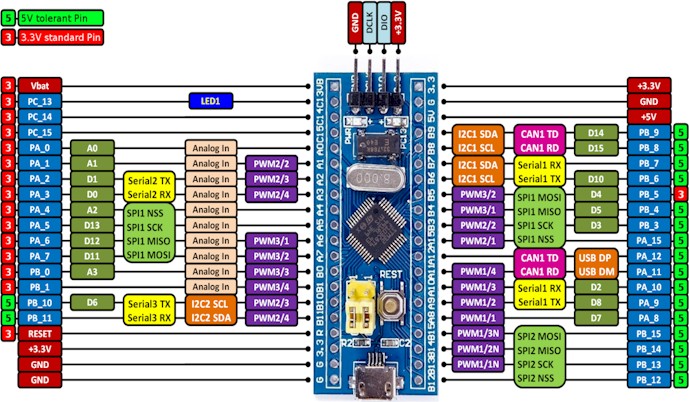 5 5V tolerant Pin
3 3.3V standard Pin
GND DCLK DIO +3.3V
3 Vbat
+3.3V
3 PC_13 LED1
GND
3 PC_14
+5V
3 PC_15
I2C1 SDA CAN1 TD D14 PB_9 5
3 PA_0 A0 Analog In
I2C1 SCL CAN1 RD D15 PB_8 5
3 PA_1 A1 Analog In PWM2/2
I2C1 SDA Serial1 RX PB_7 5
3 PA_2 D1 Serial2 TX Analog In PWM2/3
I2C1 SCL Serial1 TX D10 PB_6 5
3 PA_3 D0 Serial2 RX Analog In PWM2/4
PWM3/2 SPI1 MOSI D4 PB_5 3
3 PA_4 A2 SPI1 NSS Analog In
PWM3/1 SPI1 MISO D5 PB_4 5
3 PA_5 D13 SPI1 SCK Analog In
PWM2/2 SPI1 SCK D3 PB_3 5
3 PA_6 D12 SPI1 MISO Analog In PWM3/1
PWM2/1 SPI1 NSS PA_15 5
3 PA_7 D11 SPI1 MOSI Analog In PWM3/2
CAN1 TD USB DP PA_12 5
3 PB_0 A3 Analog In PWM3/3
PWM1/4 CAN1 RD USB DM PA_11 5
3 PB_1 Analog In PWM3/4
PWM1/3 Serial1 RX D2 PA_10 5
5 PB_10 D6 Serial3 TX I2C2 SCL PWM2/3
PWM1/2 Serial1 TX D8 PA_9 5
5 PB_11 Serial3 RX I2C2 SDA PWM2/4
PWM1/1 D7 PA_8 5
3 RESET
PWM1/3N SPI2 MOSI PB_15 5
+3.3V
PWM1/2N SPI2 MISO PB_14 5
GND
PWM1/1N SPI2 SCK PB_13 5
GND
SPI2 NSS PB_12 5
PWR
PC13
8.000
REST
R2
C2
G 3.3 R B11 B10 B1 B0 A7 A6 A5 A4 A3 A2 A1 A0 C15 C14 C13 VB
B12 B13 B14 B15 A8 A9 A10 A11 A12 A15 B3 B4 B5 B6 B7 B8 B9 5V G 3.3